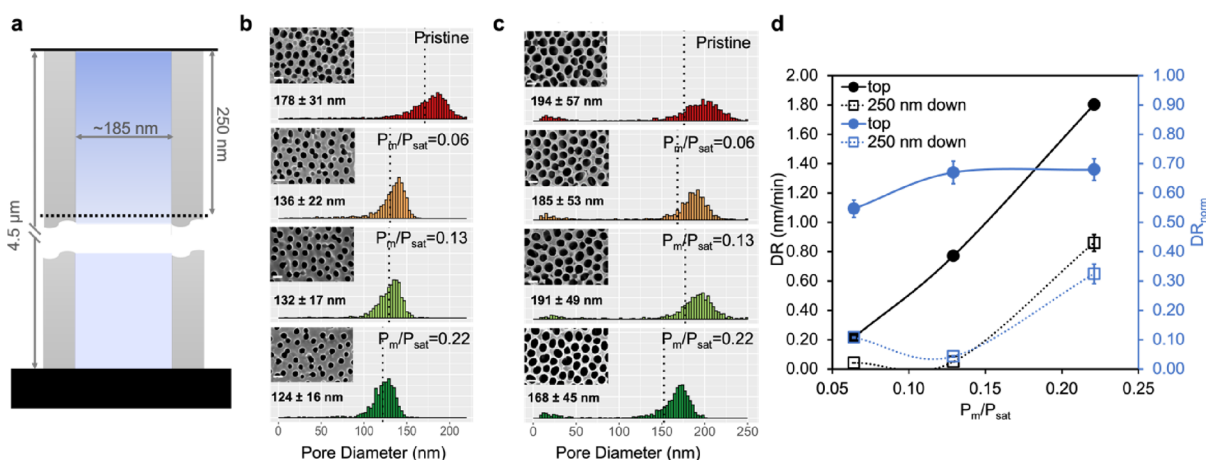 a
~185 nm
250 nm
4.5 μm
b
Pristine
178 ± 31 nm
Pm/Psat=0.06
136 ± 22 nm
Pm/Psat=0.13
132 ± 17 nm
Pm/Psat=0.22
124 ± 16 nm
0 50 100 150 200
Pore Diameter (nm)
c
Pristine
194 ± 57 nm
Pm/Psat=0.06
185 ± 53 nm
Pm/Psat=0.13
191 ± 49 nm
Pm/Psat=0.22
168 ± 45 nm
0 50 100 150 200 250
Pore Diameter (nm)
d
top
250 nm down
top
250 nm down
DR (nm/min)
2.00
1.80
1.60
1.40
1.20
1.00
0.80
0.60
0.40
0.20
0.00
0.05 0.10 0.15 0.20 0.25
Pm/Psat
1.00
0.90
0.80
0.70
0.60
0.50
0.40
0.30
0.20
0.10
0.00
DRnorm